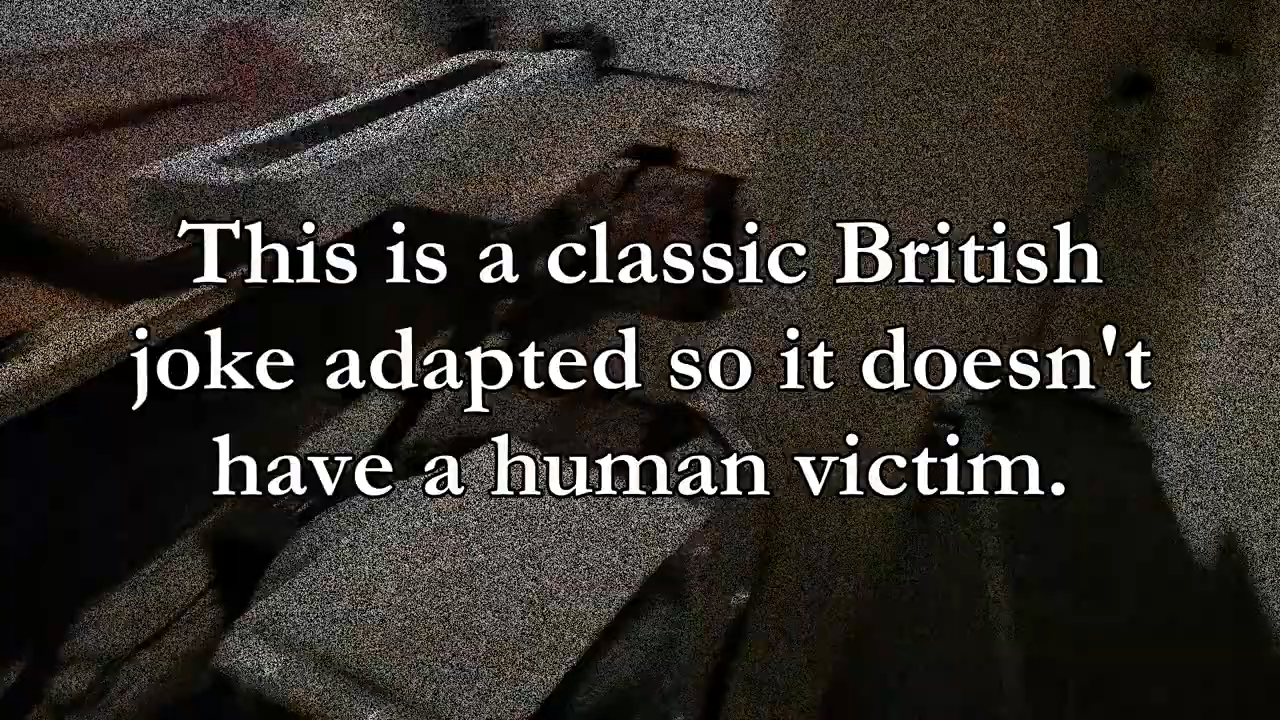 This is a classic British
joke adapted so it doesn't
have a human victim.